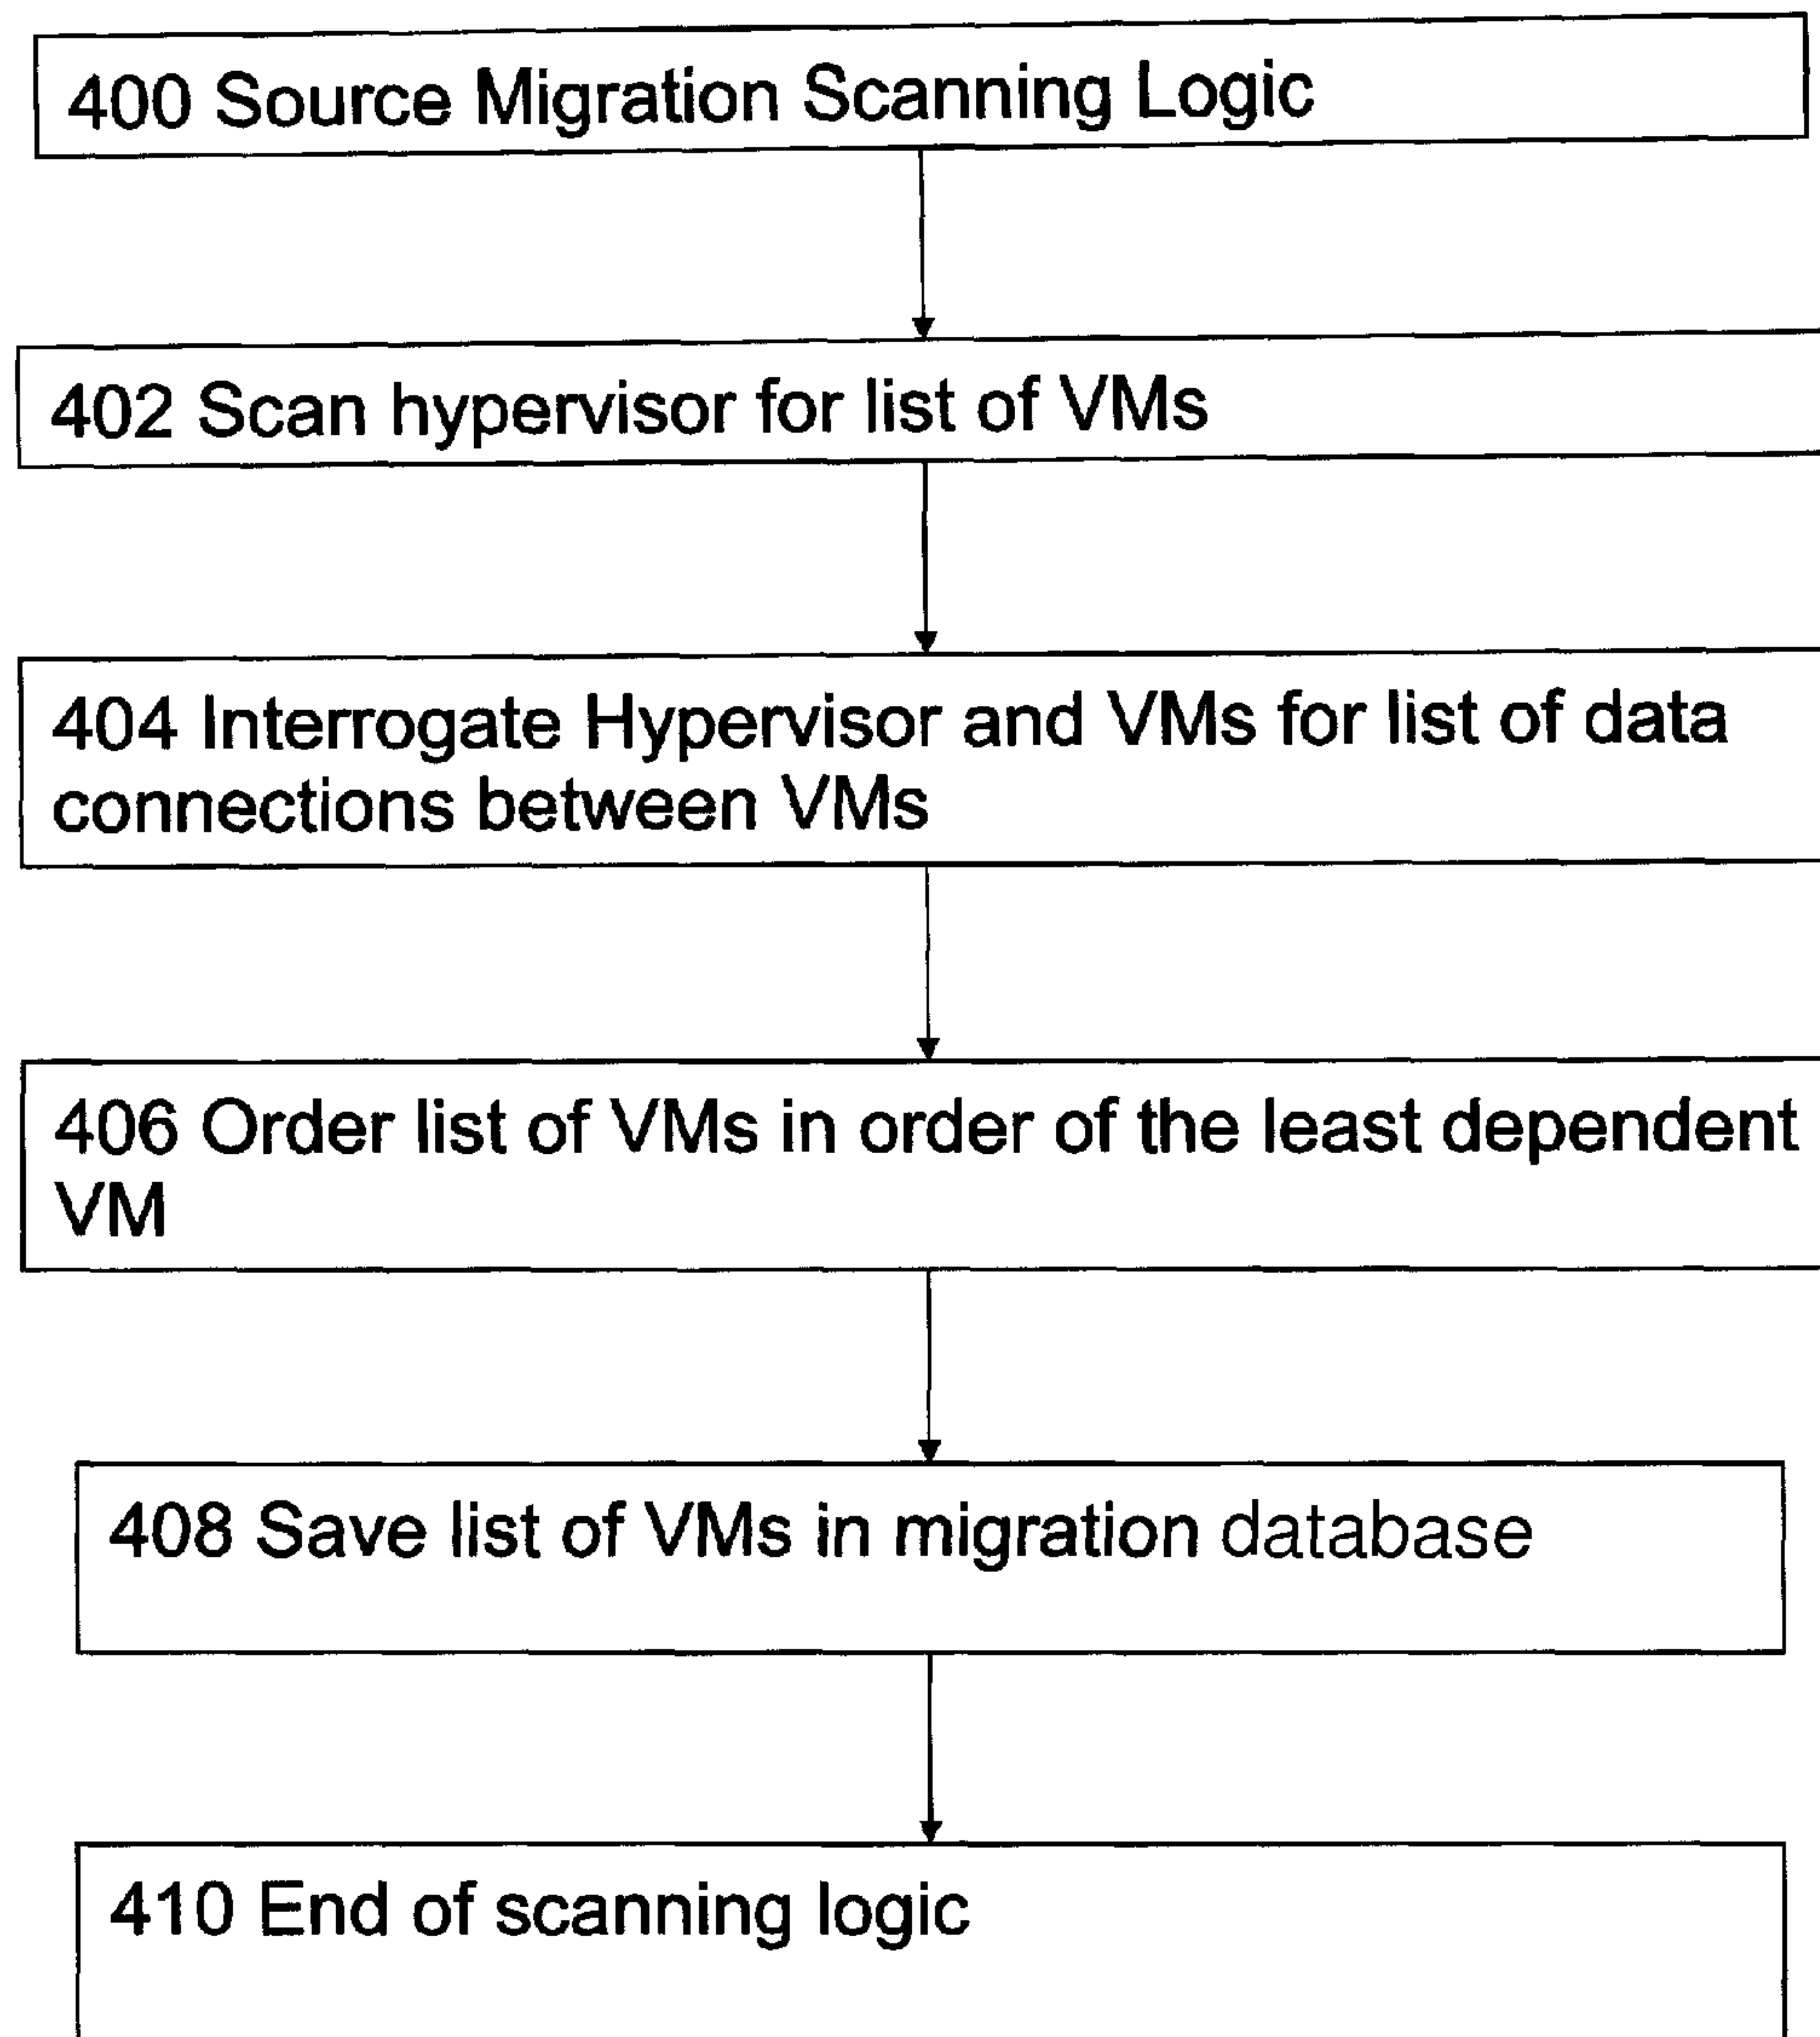 400 Source Migration Scanning Logic
402 Scan hypervisor for list of VMs
404 Interrogate Hypervisor and VMs for list of data
connections between VMs
406 Order list of VMs in order of the least dependent
VM
408 Save list of VMs in migration database
410 End of scanning logic